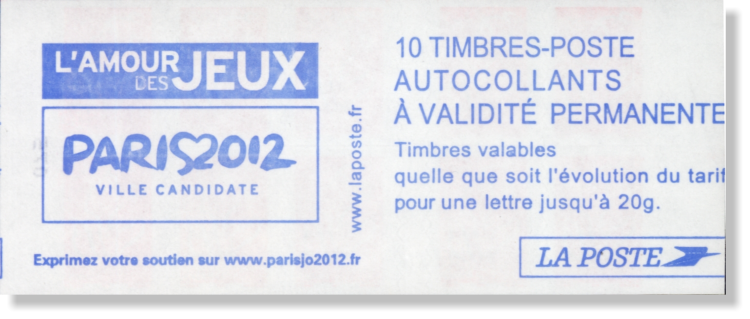 L'AMOUR DES JEUX
PARIS2012
VILLE CANDIDATE
Exprimez votre soutien sur www.parisjo2012.fr
www.laposte.fr
10 TIMBRES-POSTE
AUTOCOLLANTS
À VALIDITÉ PERMANENTE
Timbres valables
quelle que soit l'évolution du tarif
pour une lettre jusqu'à 20g.
LA POSTE